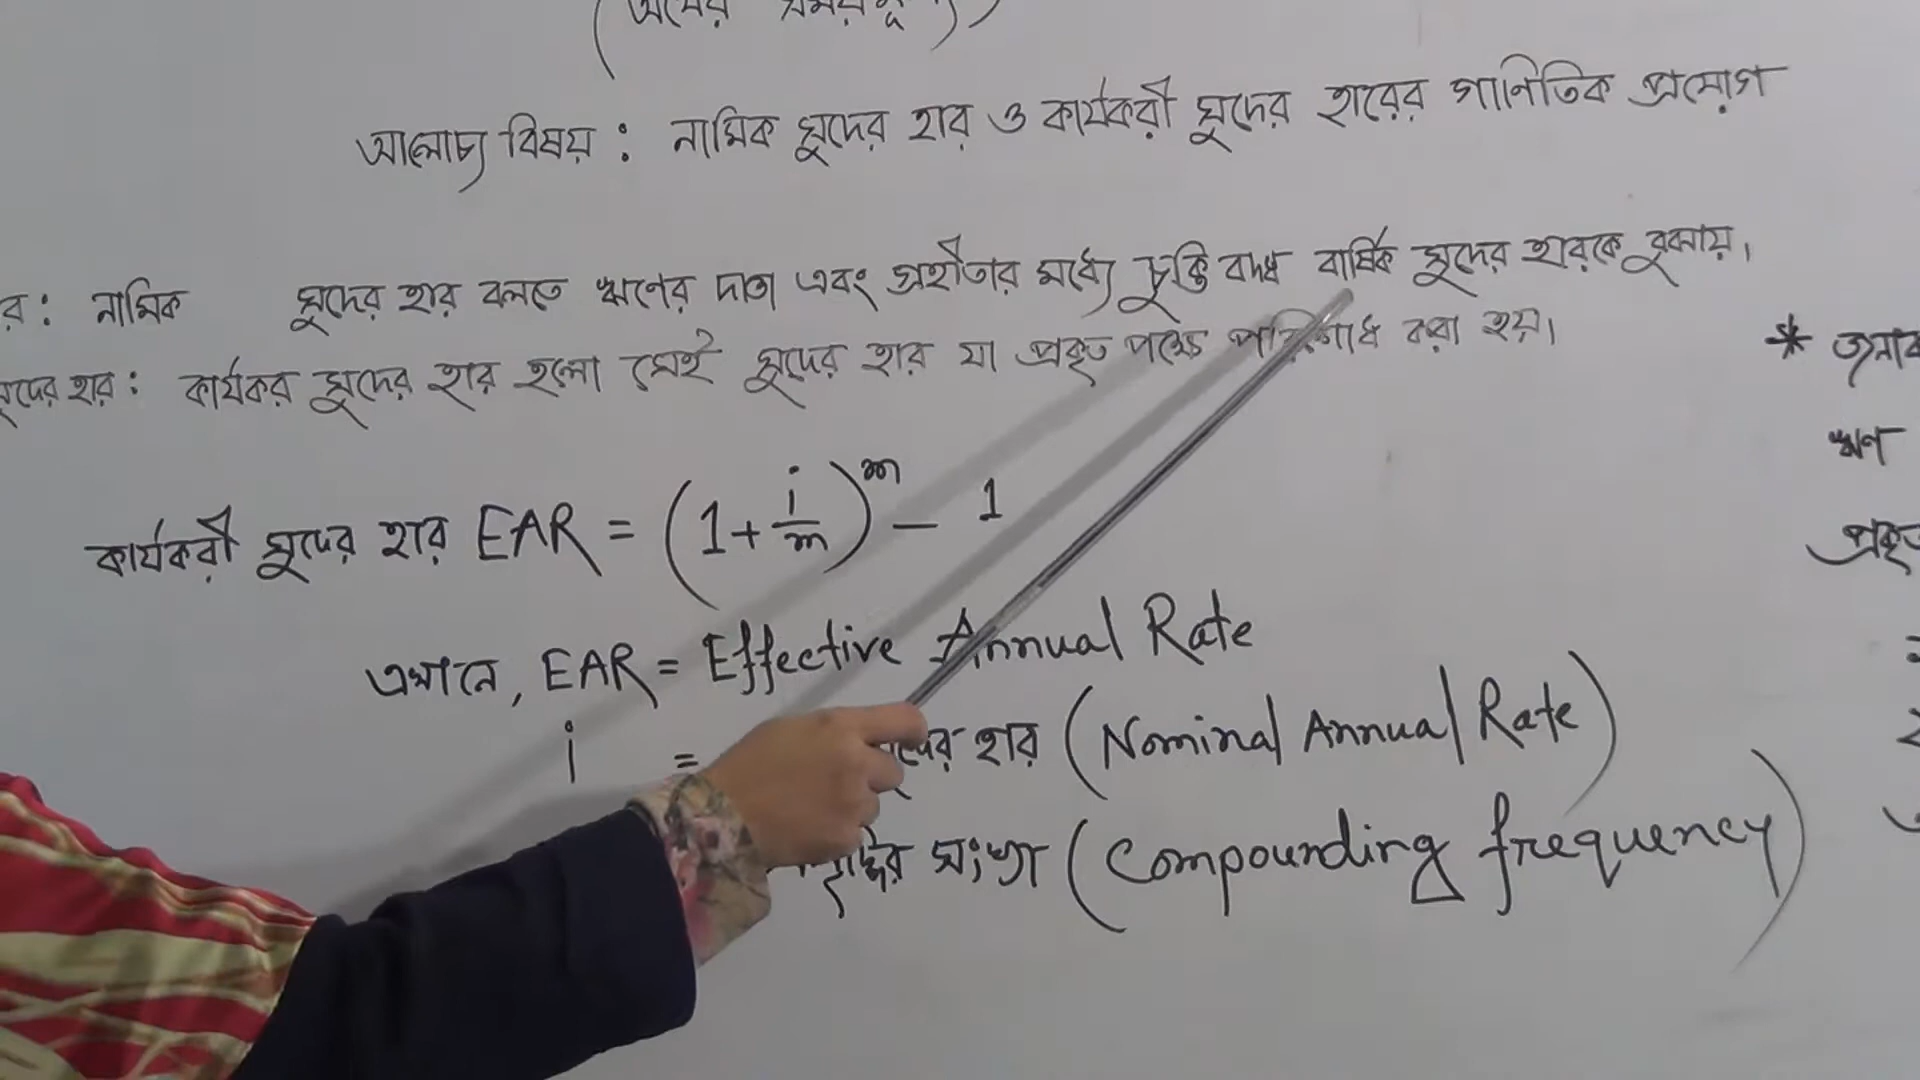 আলোচ্য বিষয় : নামিক সুদের হার ও কার্যকরী সুদের হারের গাণিতিক প্রয়োগ
র : নামিক সুদের হার বলতে ঋণের দাতা এবং গ্রহীতার মধ্যে চুক্তি বদ্ধ বার্ষিক সুদের হারকে বুঝায়।
সুদের হার : কার্যকর সুদের হার হলো সেই সুদের হার যা প্রকৃত পক্ষে পরিশোধ করা হয়।
* জনাব
ঋণ
প্রকৃত
কার্যকরী সুদের হার EAR = (1 + i/m)^m - 1
এখানে, EAR = Effective Annual Rate
i = সুদের হার (Nominal Annual Rate)
বৃদ্ধির সংখ্যা (Compounding frequency)